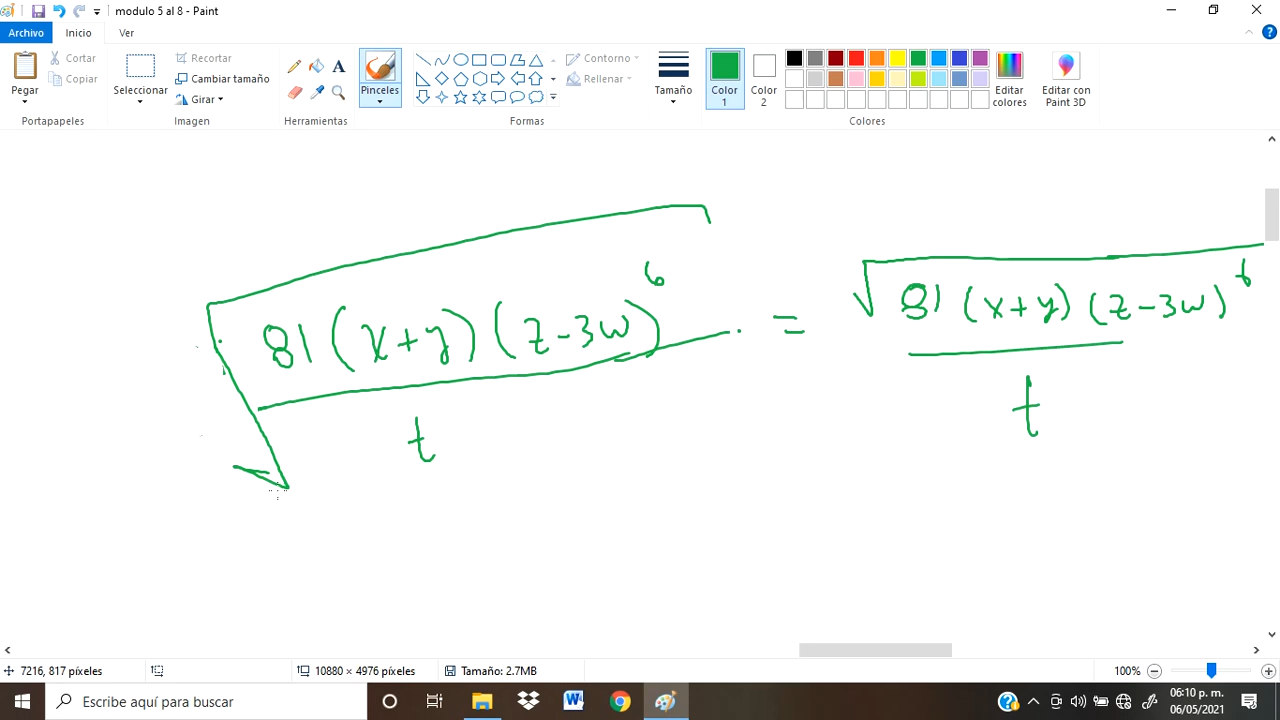 modulo 5 al 8 - Paint
Archivo Inicio Ver
Pegar Cortar Copiar
Seleccionar Recortar Cambiar tamaño Girar
A
Pinceles
Contorno Rellenar
Tamaño
Color 1
Color 2
Editar colores
Editar con Paint 3D
Portapapeles Imagen Herramientas Formas Colores
√ 81 (x+y) (z-3w)^6 / t = √ 81 (x+y) (z-3w)^6 / t
7216, 817 píxeles 10880 × 4976 píxeles Tamaño: 2.7MB 100%
Escribe aquí para buscar
06:10 p. m.
06/05/2021